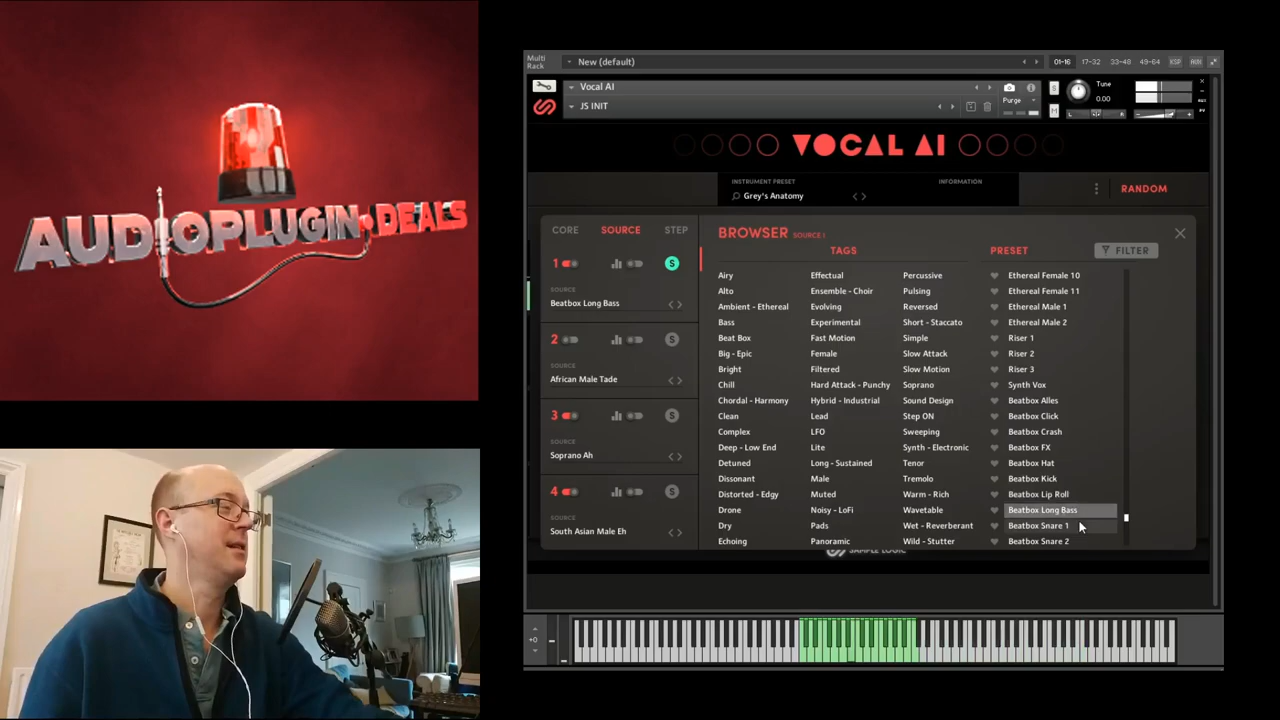 AUDIOPLUGIN.DEALS
Multi
Rack
New (default)
01-16 17-32 33-48 49-64 KSP AUX
Vocal AI
JS INIT
Purge
S
M
Tune
0.00
L R
VOCAL AI
INSTRUMENT PRESET
INFORMATION
Grey's Anatomy
RANDOM
CORE SOURCE STEP
1 S
SOURCE
Beatbox Long Bass
2 S
SOURCE
African Male Tade
3 S
SOURCE
Soprano Ah
4 S
SOURCE
South Asian Male Eh
BROWSER SOURCE 1
TAGS
PRESET
FILTER
Airy Effectual Percussive Ethereal Female 10
Alto Ensemble - Choir Pulsing Ethereal Female 11
Ambient - Ethereal Evolving Reversed Ethereal Male 1
Bass Experimental Short - Staccato Ethereal Male 2
Beat Box Fast Motion Simple Riser 1
Big - Epic Female Slow Attack Riser 2
Bright Filtered Slow Motion Riser 3
Chill Hard Attack - Punchy Soprano Synth Vox
Chordal - Harmony Hybrid - Industrial Sound Design Beatbox Alles
Clean Lead Step ON Beatbox Click
Complex LFO Sweeping Beatbox Crash
Deep - Low End Lite Synth - Electronic Beatbox FX
Detuned Long - Sustained Tenor Beatbox Hat
Dissonant Male Tremolo Beatbox Kick
Distorted - Edgy Muted Warm - Rich Beatbox Lip Roll
Drone Noisy - LoFi Wavetable Beatbox Long Bass
Dry Pads Wet - Reverberant Beatbox Snare 1
Echoing Panoramic Wild - Stutter Beatbox Snare 2
SAMPLE LOGIC
+0